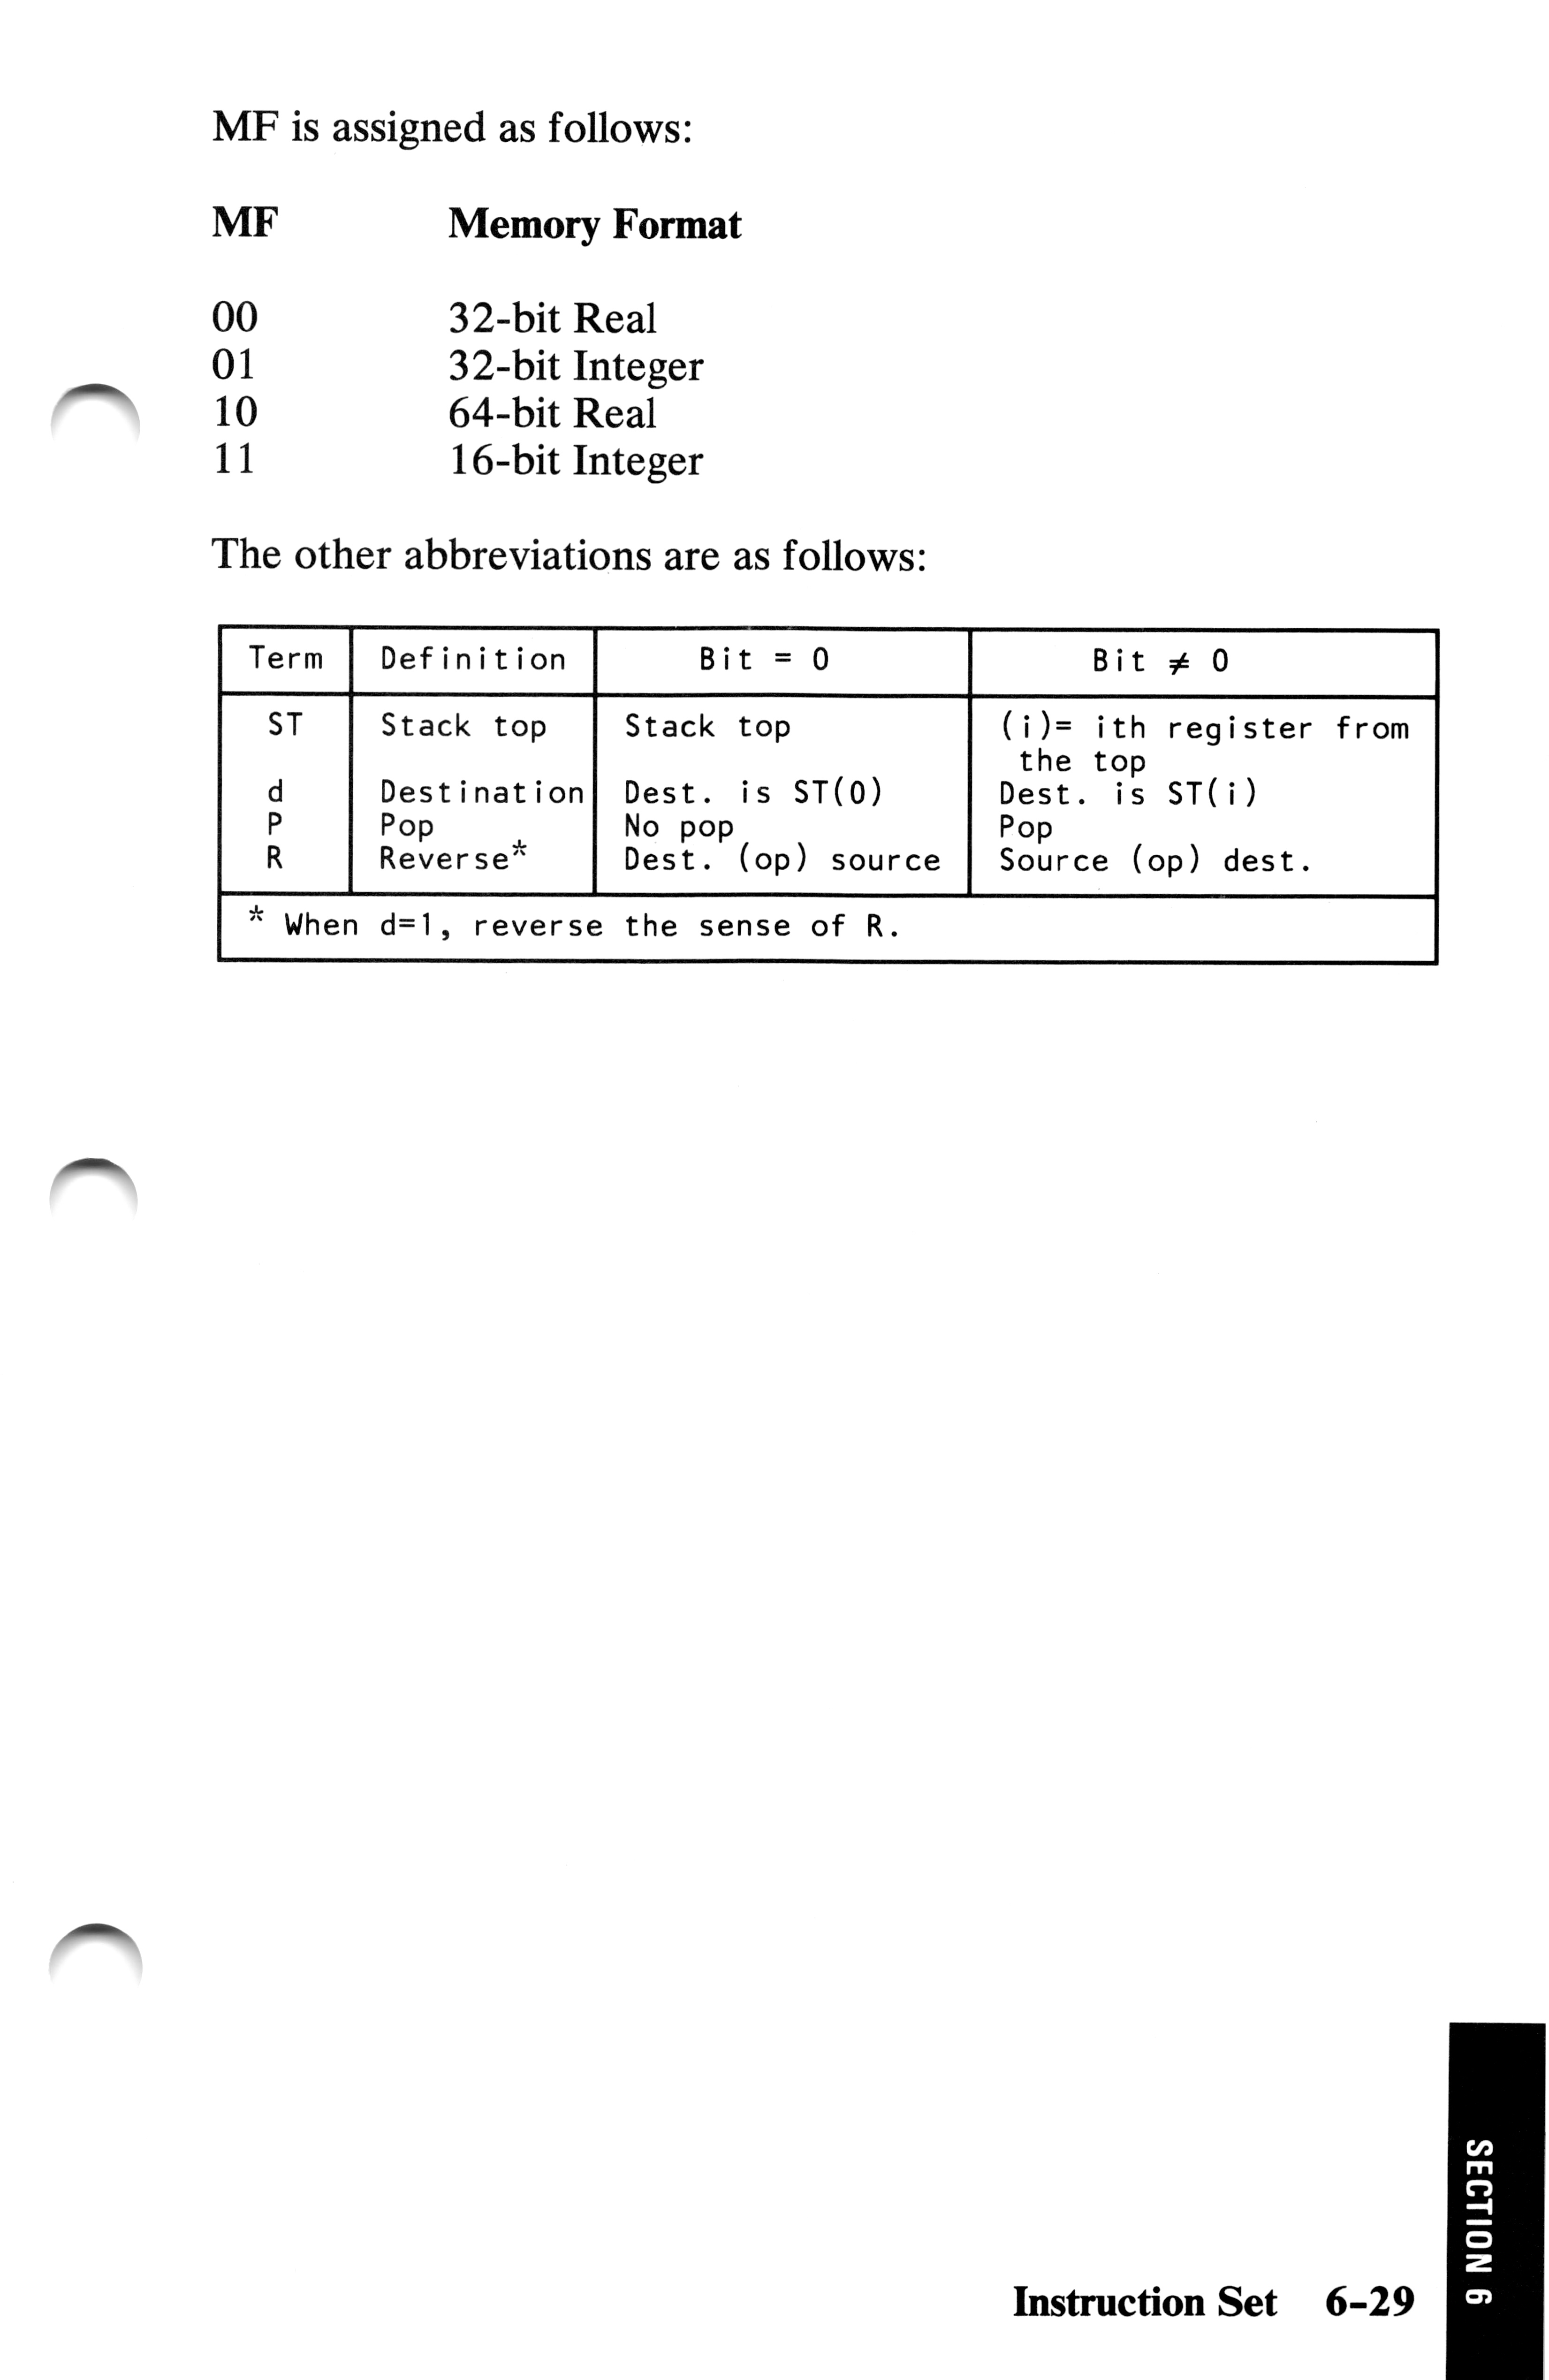 MF is assigned as follows:
MF Memory Format
00 32-bit Real
01 32-bit Integer
10 64-bit Real
11 16-bit Integer
The other abbreviations are as follows:
Term Definition Bit = 0 Bit ≠ 0
ST Stack top Stack top (i)= ith register from
the top
d Destination Dest. is ST(0) Dest. is ST(i)
P Pop No pop Pop
R Reverse* Dest. (op) source Source (op) dest.
* When d=1, reverse the sense of R.
SECTION 6
Instruction Set 6-29